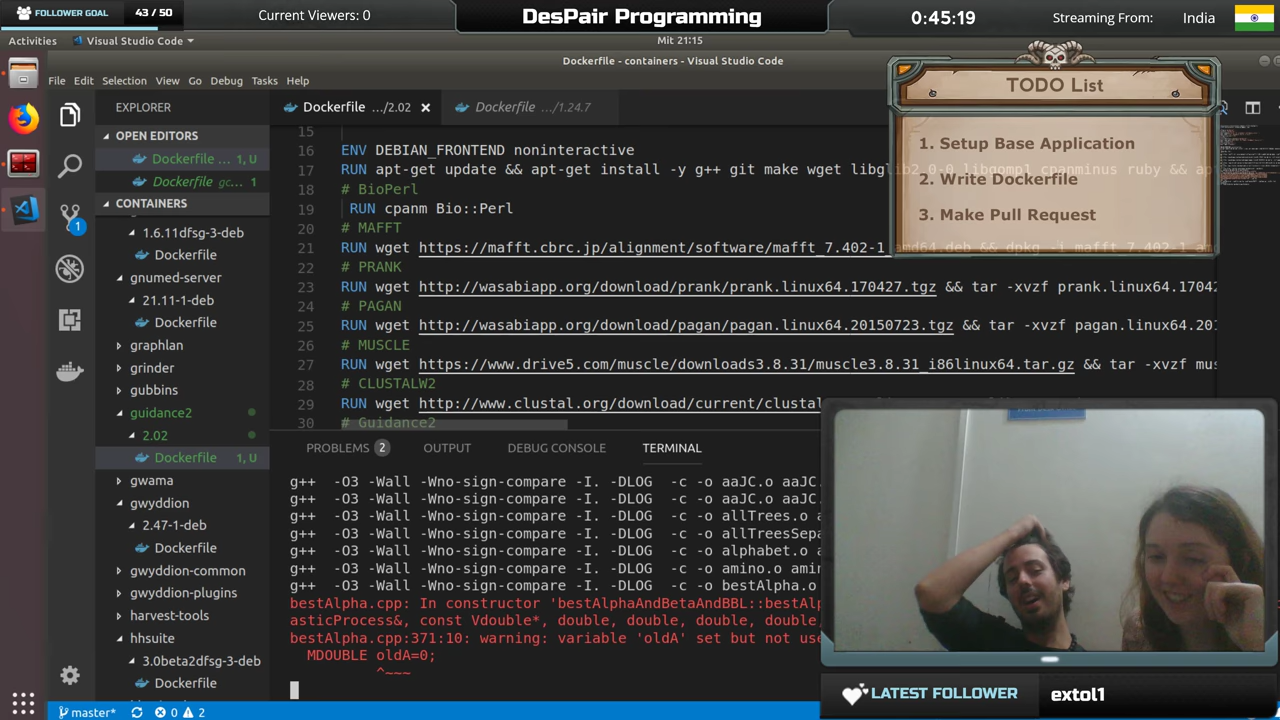 FOLLOWER GOAL 43 / 50 Current Viewers: 0 DesPair Programming 0:45:19 Streaming From: India
Activities Visual Studio Code Mit 21:15
Dockerfile - containers - Visual Studio Code
File Edit Selection View Go Debug Tasks Help
TODO List
1. Setup Base Application
2. Write Dockerfile
3. Make Pull Request
EXPLORER
OPEN EDITORS
Dockerfile ... 1, U
Dockerfile gc... 1
CONTAINERS
1.6.11dfsg-3-deb
Dockerfile
gnumed-server
21.11-1-deb
Dockerfile
graphlan
grinder
gubbins
guidance2
2.02
Dockerfile 1, U
gwama
gwyddion
2.47-1-deb
Dockerfile
gwyddion-common
gwyddion-plugins
harvest-tools
hhsuite
3.0beta2dfsg-3-deb
Dockerfile
1
Dockerfile .../2.02 Dockerfile .../1.24.7
15
16 ENV DEBIAN_FRONTEND noninteractive
17 RUN apt-get update && apt-get install -y g++ git make wget libglib2.0-0 libgomp1 cpanminus ruby && ap
18 # BioPerl
19 RUN cpanm Bio::Perl
20 # MAFFT
21 RUN wget https://mafft.cbrc.jp/alignment/software/mafft_7.402-1_amd64.deb && dpkg -i mafft_7.402-1_amd
22 # PRANK
23 RUN wget http://wasabiapp.org/download/prank/prank.linux64.170427.tgz && tar -xvzf prank.linux64.17042
24 # PAGAN
25 RUN wget http://wasabiapp.org/download/pagan/pagan.linux64.20150723.tgz && tar -xvzf pagan.linux64.201
26 # MUSCLE
27 RUN wget https://www.drive5.com/muscle/downloads3.8.31/muscle3.8.31_i86linux64.tar.gz && tar -xvzf mus
28 # CLUSTALW2
29 RUN wget http://www.clustal.org/download/current/clustal
30 # Guidance2
PROBLEMS 2 OUTPUT DEBUG CONSOLE TERMINAL
g++ -O3 -Wall -Wno-sign-compare -I. -DLOG -c -o aaJC.o aaJC.
g++ -O3 -Wall -Wno-sign-compare -I. -DLOG -c -o aaJC.o aaJC.
g++ -O3 -Wall -Wno-sign-compare -I. -DLOG -c -o allTrees.o a
g++ -O3 -Wall -Wno-sign-compare -I. -DLOG -c -o allTreesSepa
g++ -O3 -Wall -Wno-sign-compare -I. -DLOG -c -o alphabet.o a
g++ -O3 -Wall -Wno-sign-compare -I. -DLOG -c -o amino.o amin
g++ -O3 -Wall -Wno-sign-compare -I. -DLOG -c -o bestAlpha.o
bestAlpha.cpp: In constructor 'bestAlphaAndBetaAndBBL::bestAlp
asticProcess&, const Vdouble*, double, double, double, double,
bestAlpha.cpp:371:10: warning: variable 'oldA' set but not use
MDOUBLE oldA=0;
^~~~
master* 0 2
LATEST FOLLOWER extol1